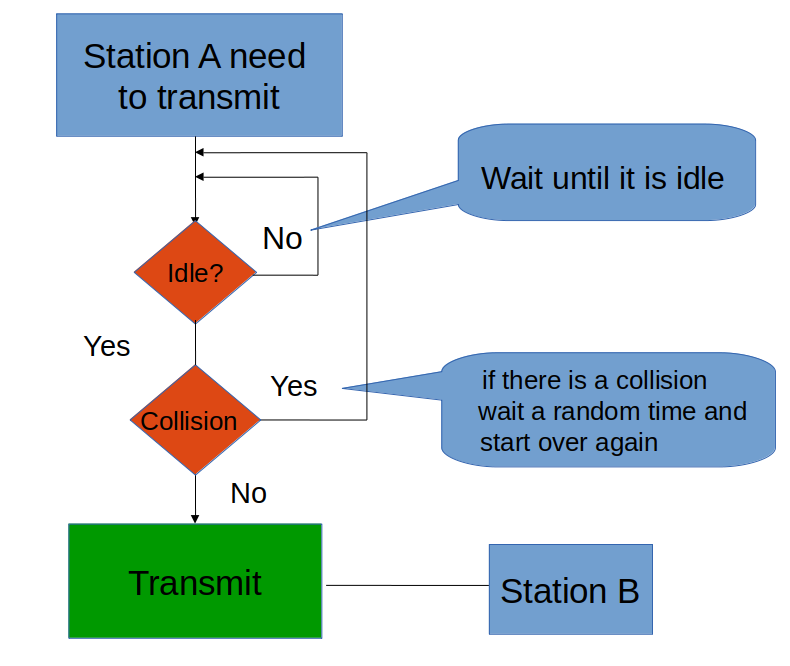 Station A need
to transmit
Wait until it is idle
No
Idle?
Yes
Yes
if there is a collision
wait a random time and
start over again
Collision
No
Transmit
Station B